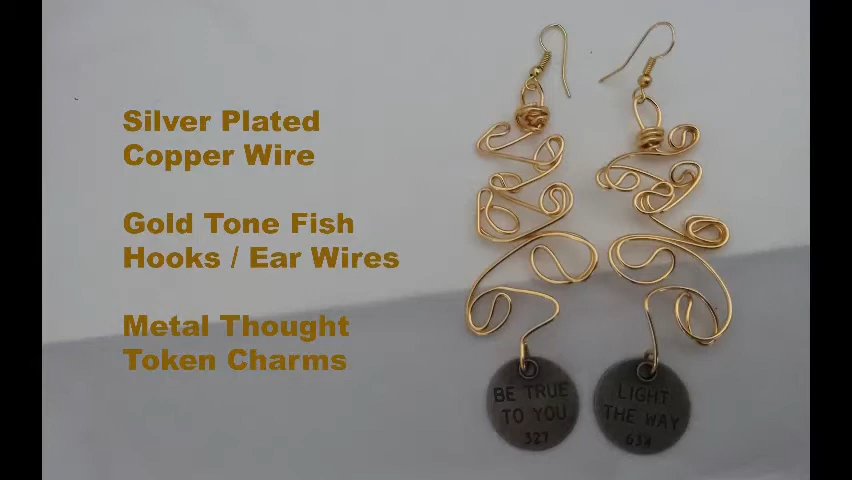 Silver Plated
Copper Wire
Gold Tone Fish
Hooks / Ear Wires
Metal Thought
Token Charms
BE TRUE
TO YOU
327
LIGHT
THE WAY
634